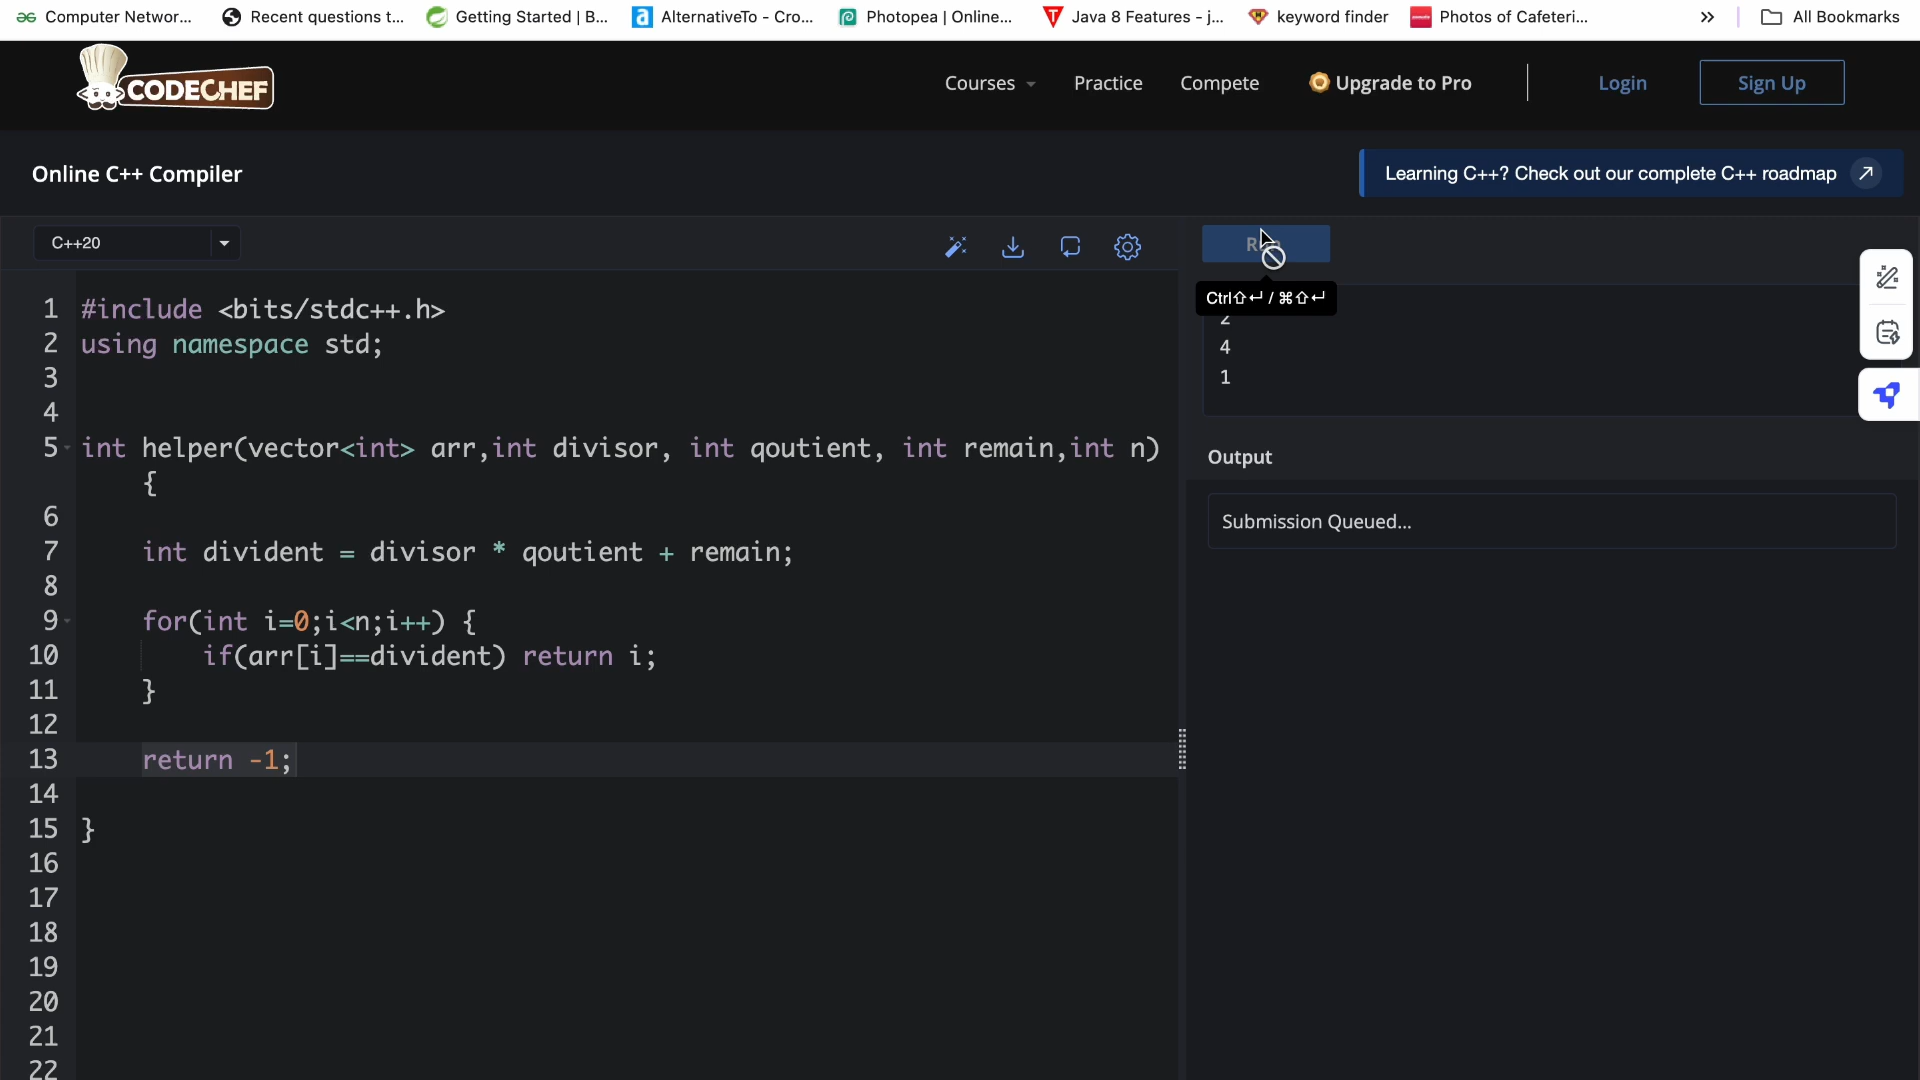 Computer Networ... Recent questions t... Getting Started | B... AlternativeTo - Cro... Photopea | Online... Java 8 Features - j... keyword finder Photos of Cafeteri... » All Bookmarks
CODECHEF Courses Practice Compete Upgrade to Pro Login Sign Up
Online C++ Compiler Learning C++? Check out our complete C++ roadmap
C++20
Ctrl⇧↵ / ⌘⇧↵
2
4
1
Output
Submission Queued...
1 #include <bits/stdc++.h>
2 using namespace std;
3
4
5 int helper(vector<int> arr,int divisor, int qoutient, int remain,int n)
{
6
7 int divident = divisor * qoutient + remain;
8
9 for(int i=0;i<n;i++) {
10 if(arr[i]==divident) return i;
11 }
12
13 return -1;
14
15 }
16
17
18
19
20
21
22